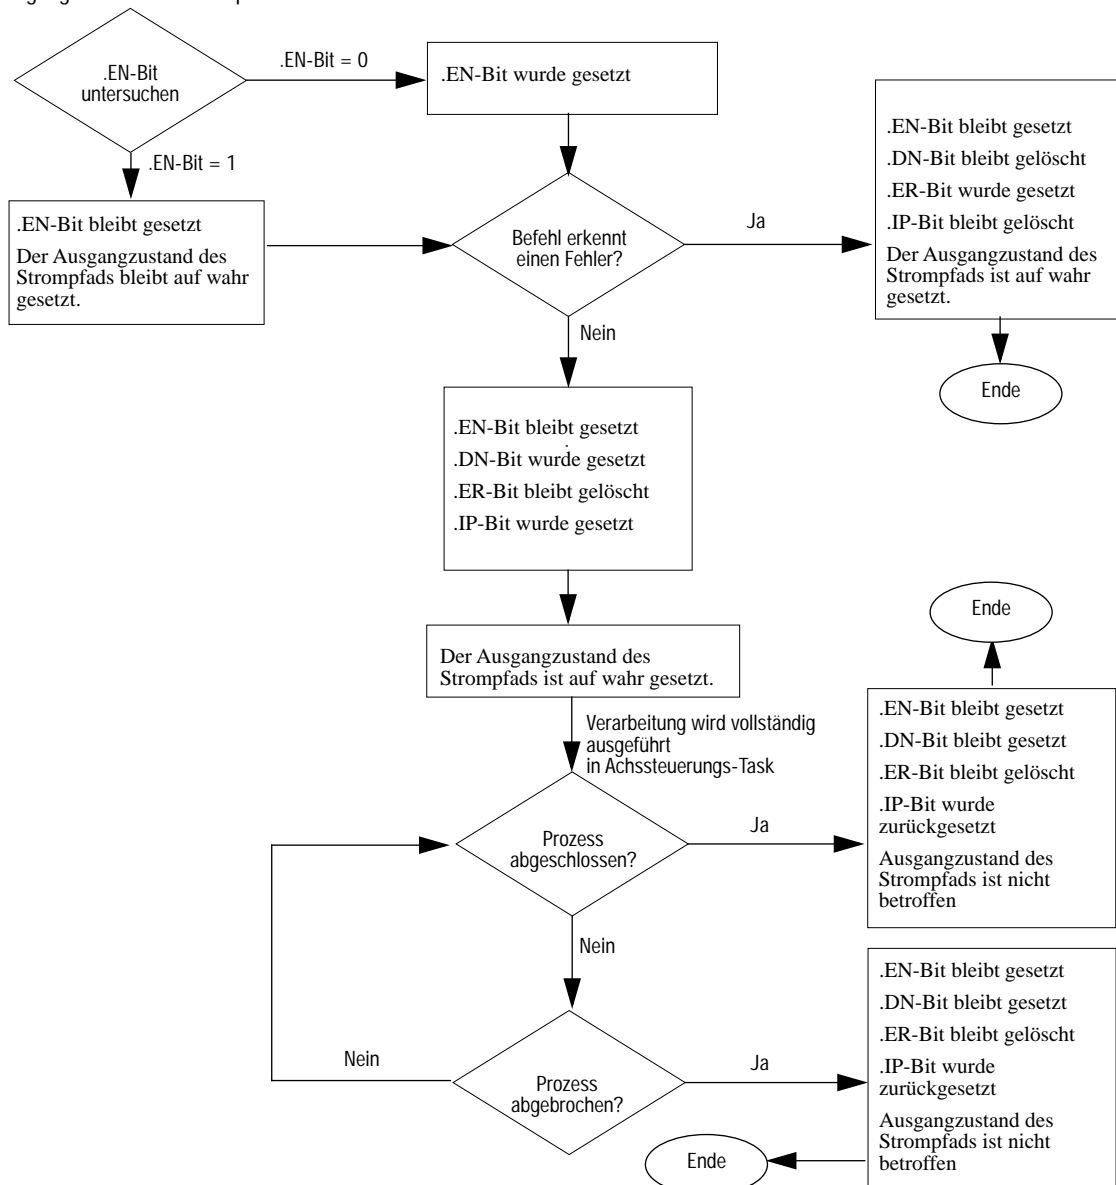 .EN-Bit
untersuchen
.EN-Bit = 0
.EN-Bit wurde gesetzt
.EN-Bit = 1
.EN-Bit bleibt gesetzt
Der Ausgangzustand des
Strompfads bleibt auf wahr
gesetzt.
Befehl erkennt
einen Fehler?
Ja
.EN-Bit bleibt gesetzt
.DN-Bit bleibt gelöscht
.ER-Bit wurde gesetzt
.IP-Bit bleibt gelöscht
Der Ausgangzustand des
Strompfads ist auf wahr
gesetzt.
Ende
Nein
.EN-Bit bleibt gesetzt
.DN-Bit wurde gesetzt
.ER-Bit bleibt gelöscht
.IP-Bit wurde gesetzt
Der Ausgangzustand des
Strompfads ist auf wahr gesetzt.
Verarbeitung wird vollständig
ausgeführt
in Achssteuerungs-Task
Prozess
abgeschlossen?
Ja
Ende
.EN-Bit bleibt gesetzt
.DN-Bit bleibt gesetzt
.ER-Bit bleibt gelöscht
.IP-Bit wurde
zurückgesetzt
Ausgangzustand des
Strompfads ist nicht
betroffen
Nein
Prozess
abgebrochen?
Nein
Ja
.EN-Bit bleibt gesetzt
.DN-Bit bleibt gesetzt
.ER-Bit bleibt gelöscht
.IP-Bit wurde
zurückgesetzt
Ausgangzustand des
Strompfads ist nicht
betroffen
Ende